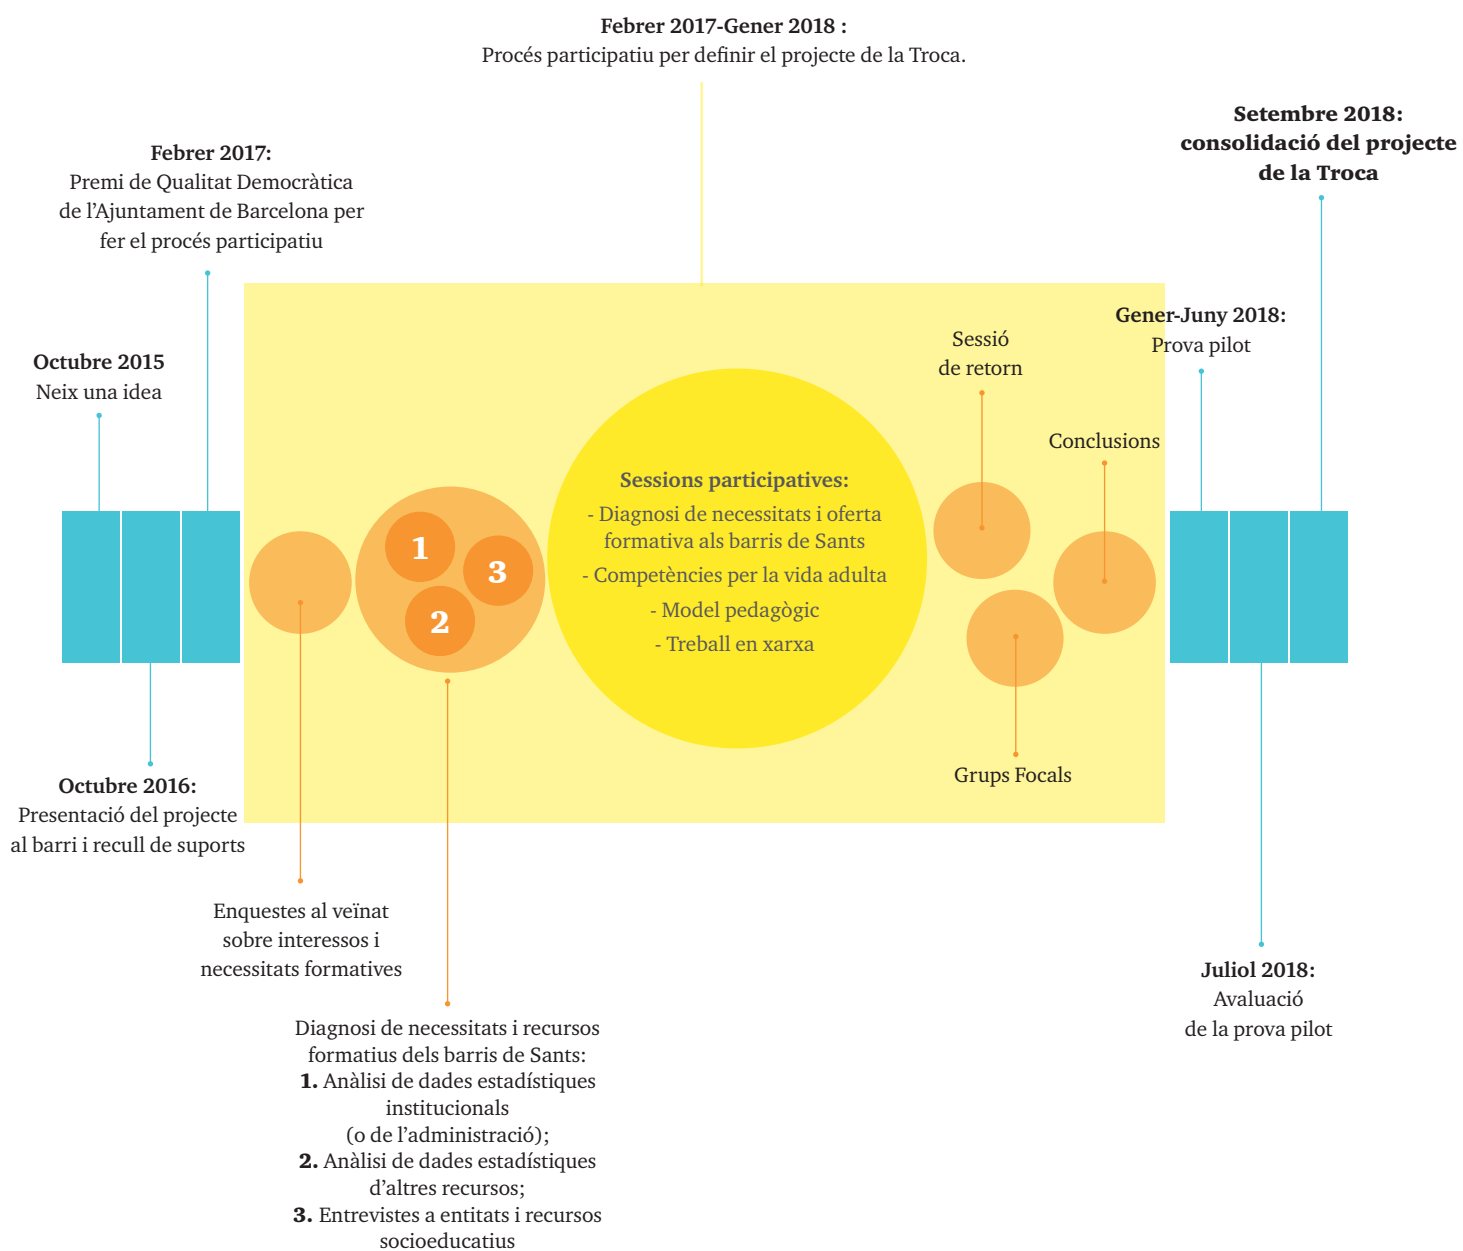 Febrer 2017-Gener 2018 :
Procés participatiu per definir el projecte de la Troca.
Setembre 2018:
consolidació del projecte
de la Troca
Febrer 2017:
Premi de Qualitat Democràtica
de l’Ajuntament de Barcelona per
fer el procés participatiu
Octubre 2015
Neix una idea
Gener-Juny 2018:
Prova pilot
Sessió
de retorn
Conclusions
Sessions participatives:
- Diagnosi de necessitats i oferta
formativa als barris de Sants
- Competències per la vida adulta
- Model pedagògic
- Treball en xarxa
1
3
2
Grups Focals
Octubre 2016:
Presentació del projecte
al barri i recull de suports
Enquestes al veïnat
sobre interessos i
necessitats formatives
Juliol 2018:
Avaluació
de la prova pilot
Diagnosi de necessitats i recursos
formatius dels barris de Sants:
1. Anàlisi de dades estadístiques
institucionals
(o de l’administració);
2. Anàlisi de dades estadístiques
d’altres recursos;
3. Entrevistes a entitats i recursos
socioeducatius